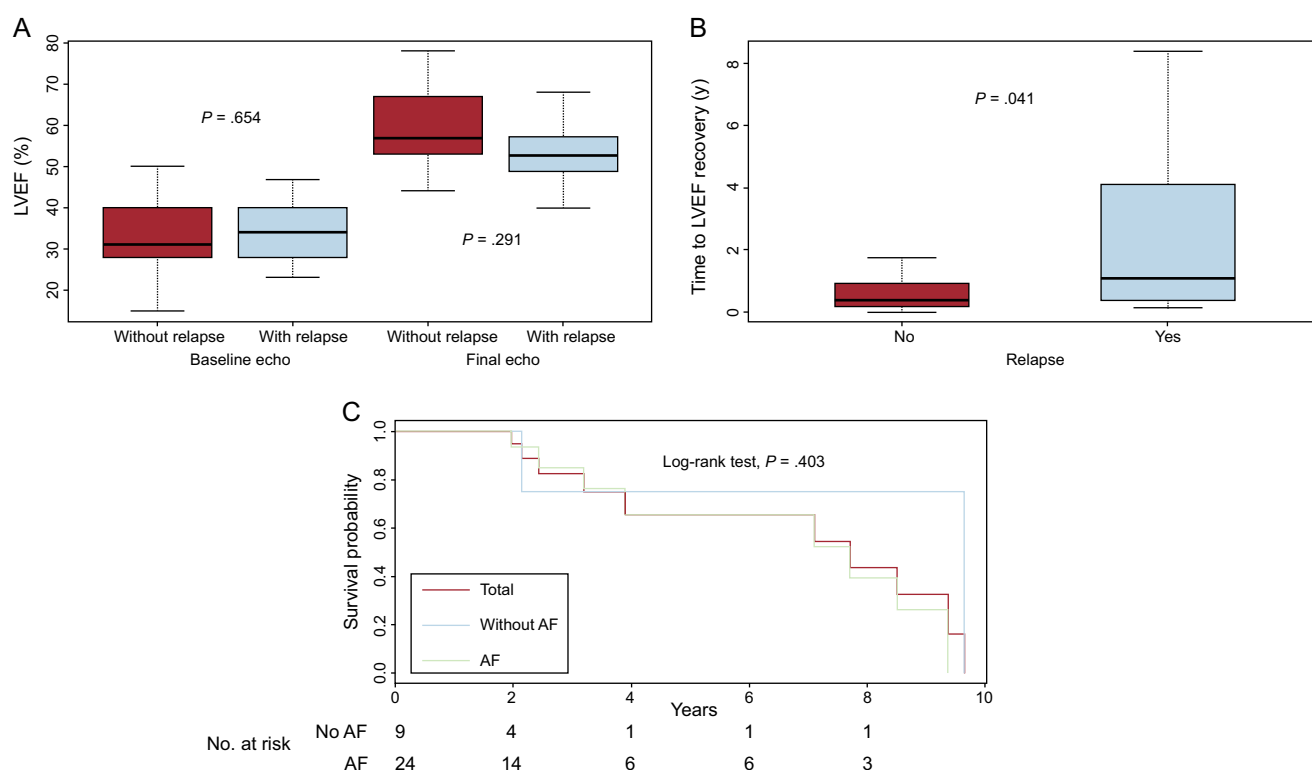 A
LVEF (%)
80
70
60
50
40
30
20
P = .654
P = .291
Without relapse With relapse Without relapse With relapse
Baseline echo Final echo
B
Time to LVEF recovery (y)
8
6
4
2
0
P = .041
No Yes
Relapse
C
Survival probability
1.0
0.8
0.6
0.4
0.2
0.0
Log-rank test, P = .403
Total
Without AF
AF
0 2 4 6 8 10
Years
No. at risk
No AF 9 4 1 1 1
AF 24 14 6 6 3